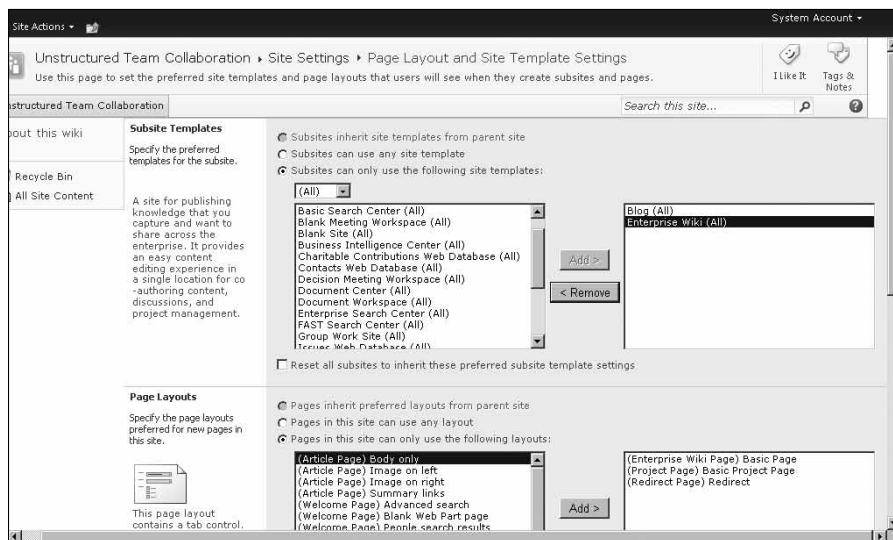 System Account
Site Actions
Unstructured Team Collaboration Site Settings Page Layout and Site Template Settings
Use this page to set the preferred site templates and page layouts that users will see when they create subsites and pages.
I Like It
Tags &
Notes
nstructured Team Collaboration
Search this site...
bout this wiki
Recycle Bin
All Site Content
Subsite Templates
Specify the preferred
templates for the subsite.
A site for publishing
knowledge that you
capture and want to
share across the
enterprise. It provides
an easy content
editing experience in
a single location for co
-authoring content,
discussions, and
project management.
Subsites inherit site templates from parent site
Subsites can use any site template
Subsites can only use the following site templates:
(All)
Basic Search Center (All)
Blank Meeting Workspace (All)
Blank Site (All)
Business Intelligence Center (All)
Charitable Contributions Web Database (All)
Contacts Web Database (All)
Decision Meeting Workspace (All)
Document Center (All)
Document Workspace (All)
Enterprise Search Center (All)
FAST Search Center (All)
Group Work Site (All)
Issues Web Database (All)
Add >
< Remove
Blog (All)
Enterprise Wiki (All)
Reset all subsites to inherit these preferred subsite template settings
Page Layouts
Specify the page layouts
preferred for new pages in
this site.
This page layout
contains a tab control.
Pages inherit preferred layouts from parent site
Pages in this site can use any layout
Pages in this site can only use the following layouts:
(Article Page) Body only
(Article Page) Image on left
(Article Page) Image on right
(Article Page) Summary links
(Welcome Page) Advanced search
(Welcome Page) Blank Web Part page
(Welcome Page) People search results
Add >
(Enterprise Wiki Page) Basic Page
(Project Page) Basic Project Page
(Redirect Page) Redirect